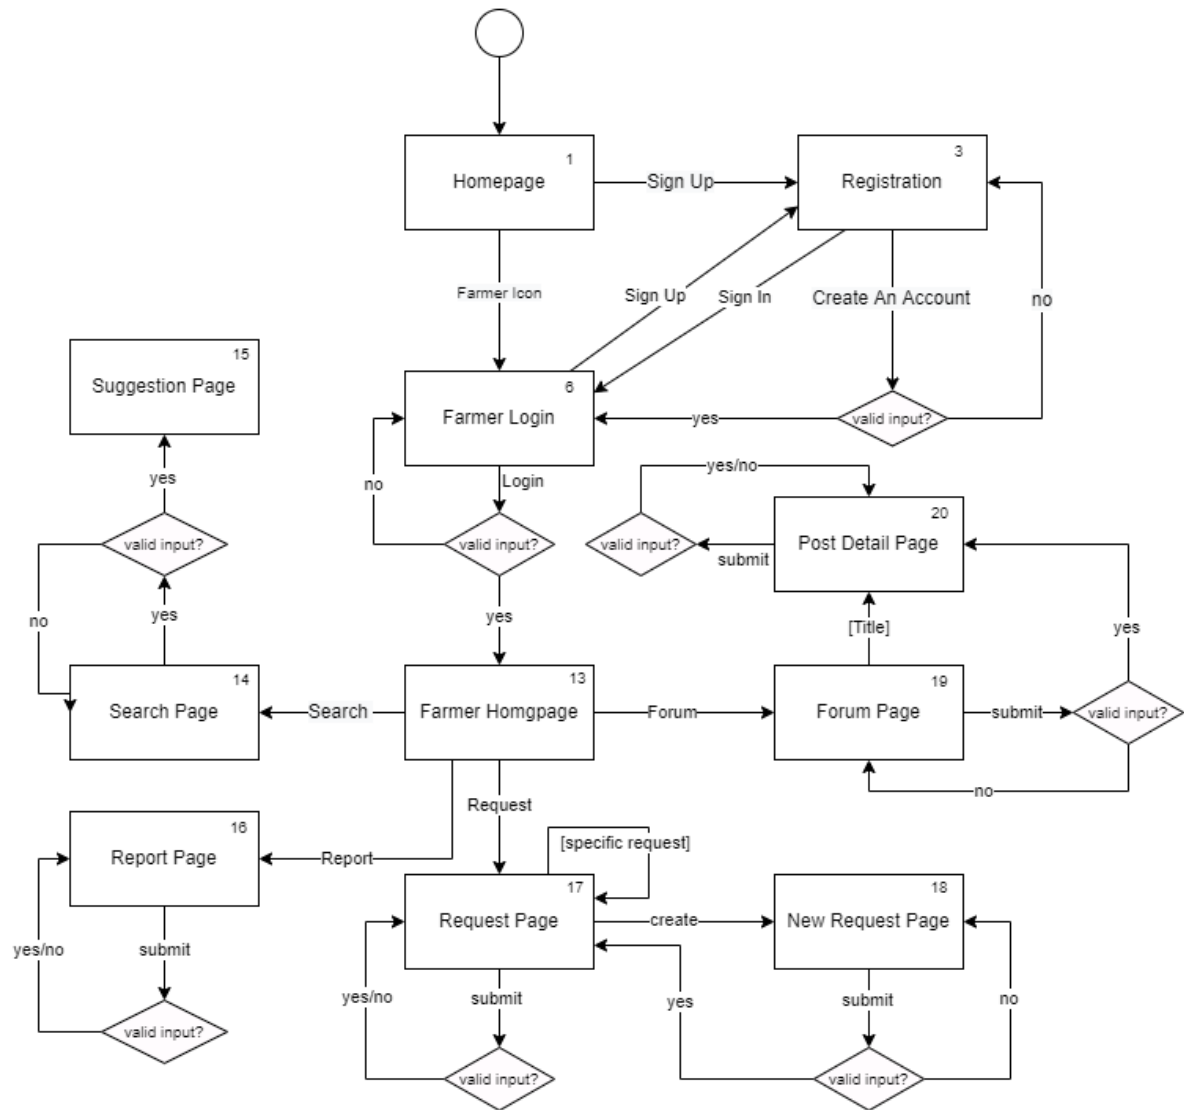 1
Homepage
Sign Up
3
Registration
Farmer Icon
Sign Up
Sign In
Create An Account
no
15
Suggestion Page
6
Farmer Login
yes
valid input?
yes
no
Login
yes/no
20
Post Detail Page
valid input?
valid input?
valid input?
submit
no
yes
yes
[Title]
yes
14
Search Page
Search
13
Farmer Homgpage
Forum
19
Forum Page
submit
valid input?
no
Request
16
Report Page
Report
[specific request]
17
Request Page
create
18
New Request Page
yes/no
submit
yes/no
submit
yes
submit
no
valid input?
valid input?
valid input?